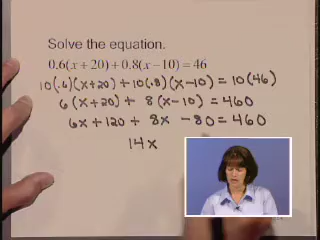 Solve the equation.
0.6(x + 20) + 0.8(x − 10) = 46
10(.6)(x+20) + 10(.8)(x−10) = 10(46)
6(x+20) + 8(x−10) = 460
6x + 120 + 8x − 80 = 460
14x